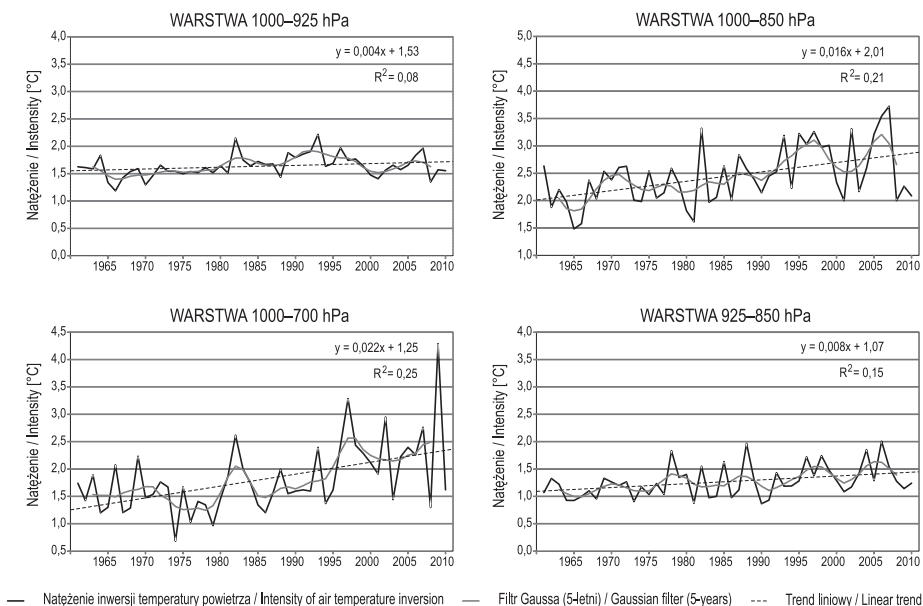 WARSTWA 1000–925 hPa
Natężenie / Instensity [°C]
4,0
3,5
3,0
2,5
2,0
1,5
1,0
0,5
0,0
y = 0,004x + 1,53
R2 = 0,08
1965 1970 1975 1980 1985 1990 1995 2000 2005 2010
WARSTWA 1000–850 hPa
Natężenie / Instensity [°C]
5,0
4,5
4,0
3,5
3,0
2,5
2,0
1,5
1,0
y = 0,016x + 2,01
R2 = 0,21
1965 1970 1975 1980 1985 1990 1995 2000 2005 2010
WARSTWA 1000–700 hPa
Natężenie / Intensity [°C]
4,5
4,0
3,5
3,0
2,5
2,0
1,5
1,0
0,5
y = 0,022x + 1,25
R2 = 0,25
1965 1970 1975 1980 1985 1990 1995 2000 2005 2010
WARSTWA 925–850 hPa
Natężenie / Intensity [°C]
4,0
3,5
3,0
2,5
2,0
1,5
1,0
0,5
0,0
y = 0,008x + 1,07
R2 = 0,15
1965 1970 1975 1980 1985 1990 1995 2000 2005 2010
Natężenie inwersji temperatury powietrza / Intensity of air temperature inversion
Filtr Gaussa (5-letni) / Gaussian filter (5-years)
Trend liniowy / Linear trend